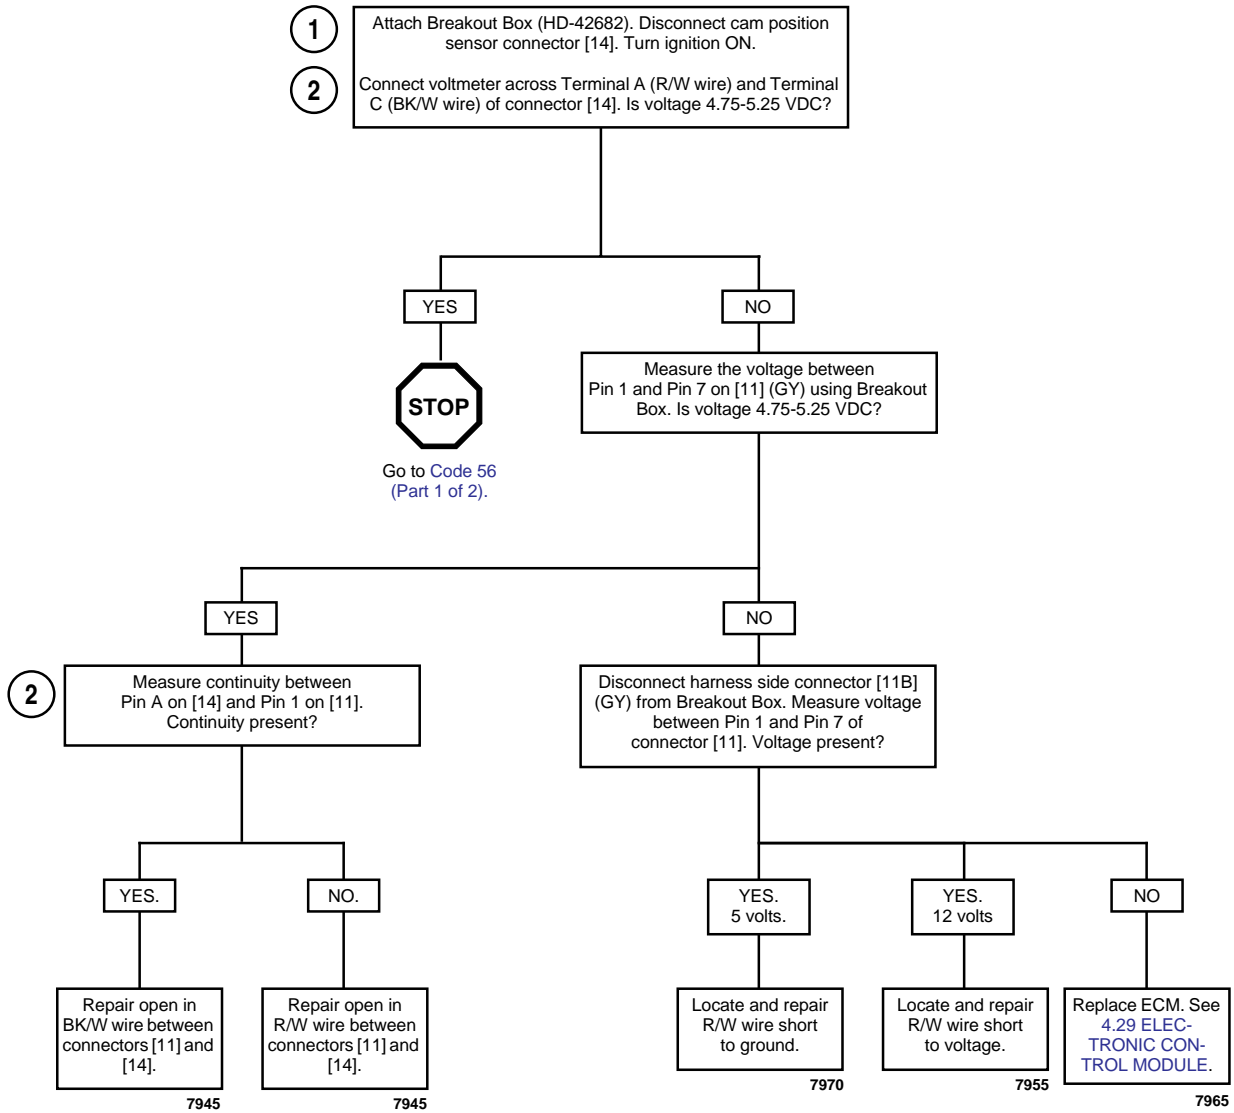 1
Attach Breakout Box (HD-42682). Disconnect cam position
sensor connector [14]. Turn ignition ON.
2
Connect voltmeter across Terminal A (R/W wire) and Terminal
C (BK/W wire) of connector [14]. Is voltage 4.75-5.25 VDC?
YES
NO
STOP
Go to Code 56
(Part 1 of 2).
Measure the voltage between
Pin 1 and Pin 7 on [11] (GY) using Breakout
Box. Is voltage 4.75-5.25 VDC?
YES
NO
2
Measure continuity between
Pin A on [14] and Pin 1 on [11].
Continuity present?
Disconnect harness side connector [11B]
(GY) from Breakout Box. Measure voltage
between Pin 1 and Pin 7 of
connector [11]. Voltage present?
YES.
NO.
YES.
5 volts.
YES.
12 volts
NO
Repair open in
BK/W wire between
connectors [11] and
[14].
7945
Repair open in
R/W wire between
connectors [11] and
[14].
7945
Locate and repair
R/W wire short
to ground.
7970
Locate and repair
R/W wire short
to voltage.
7955
Replace ECM. See
4.29 ELEC-
TRONIC CON-
TROL MODULE.
7965